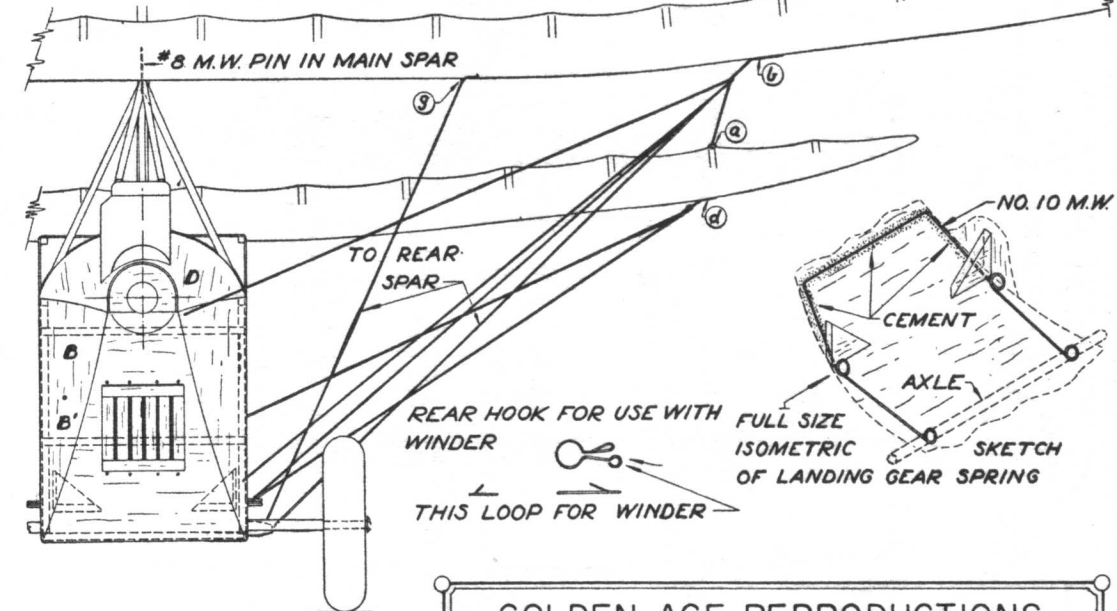 #8 M.W. PIN IN MAIN SPAR
g
b
a
d
NO. 10 M.W.
TO REAR
SPAR
D
CEMENT
B
B'
AXLE
REAR HOOK FOR USE WITH
WINDER
FULL SIZE
ISOMETRIC SKETCH
OF LANDING GEAR SPRING
THIS LOOP FOR WINDER
GOLDEN AGE REPRODUCTIONS